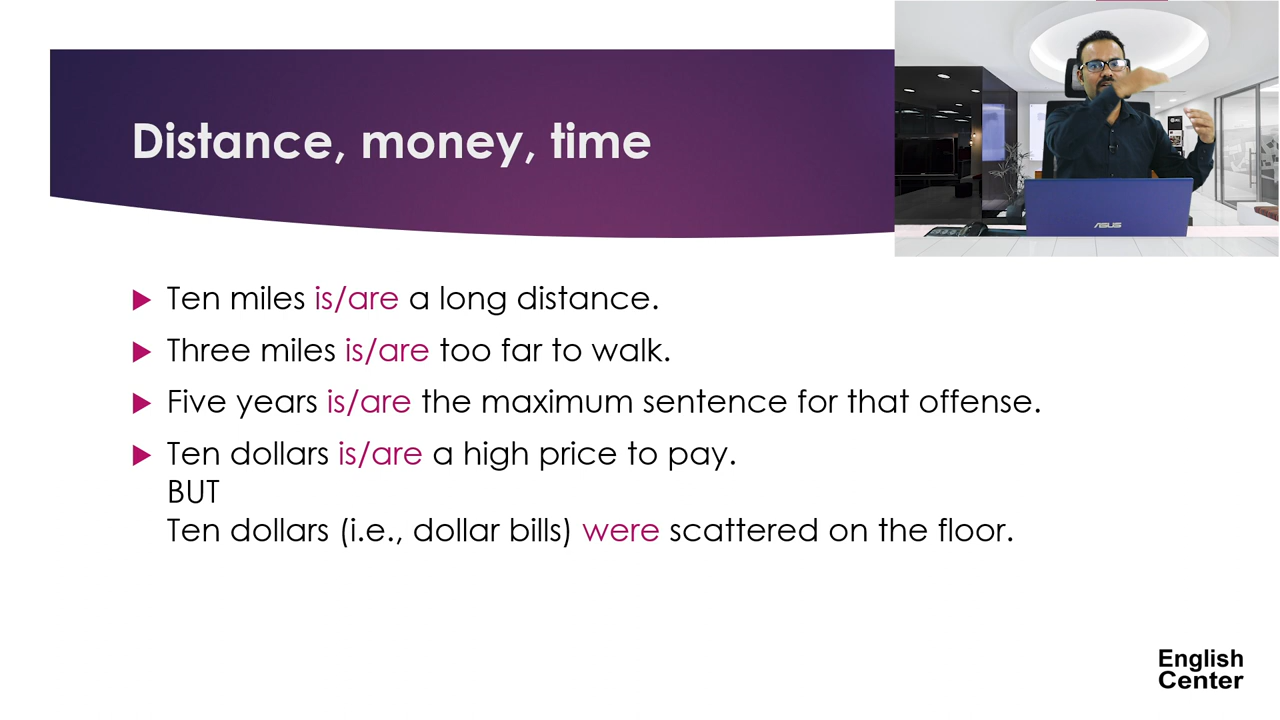 Distance, money, time
Ten miles is/are a long distance.
Three miles is/are too far to walk.
Five years is/are the maximum sentence for that offense.
Ten dollars is/are a high price to pay.
BUT
Ten dollars (i.e., dollar bills) were scattered on the floor.
ASUS
English
Center